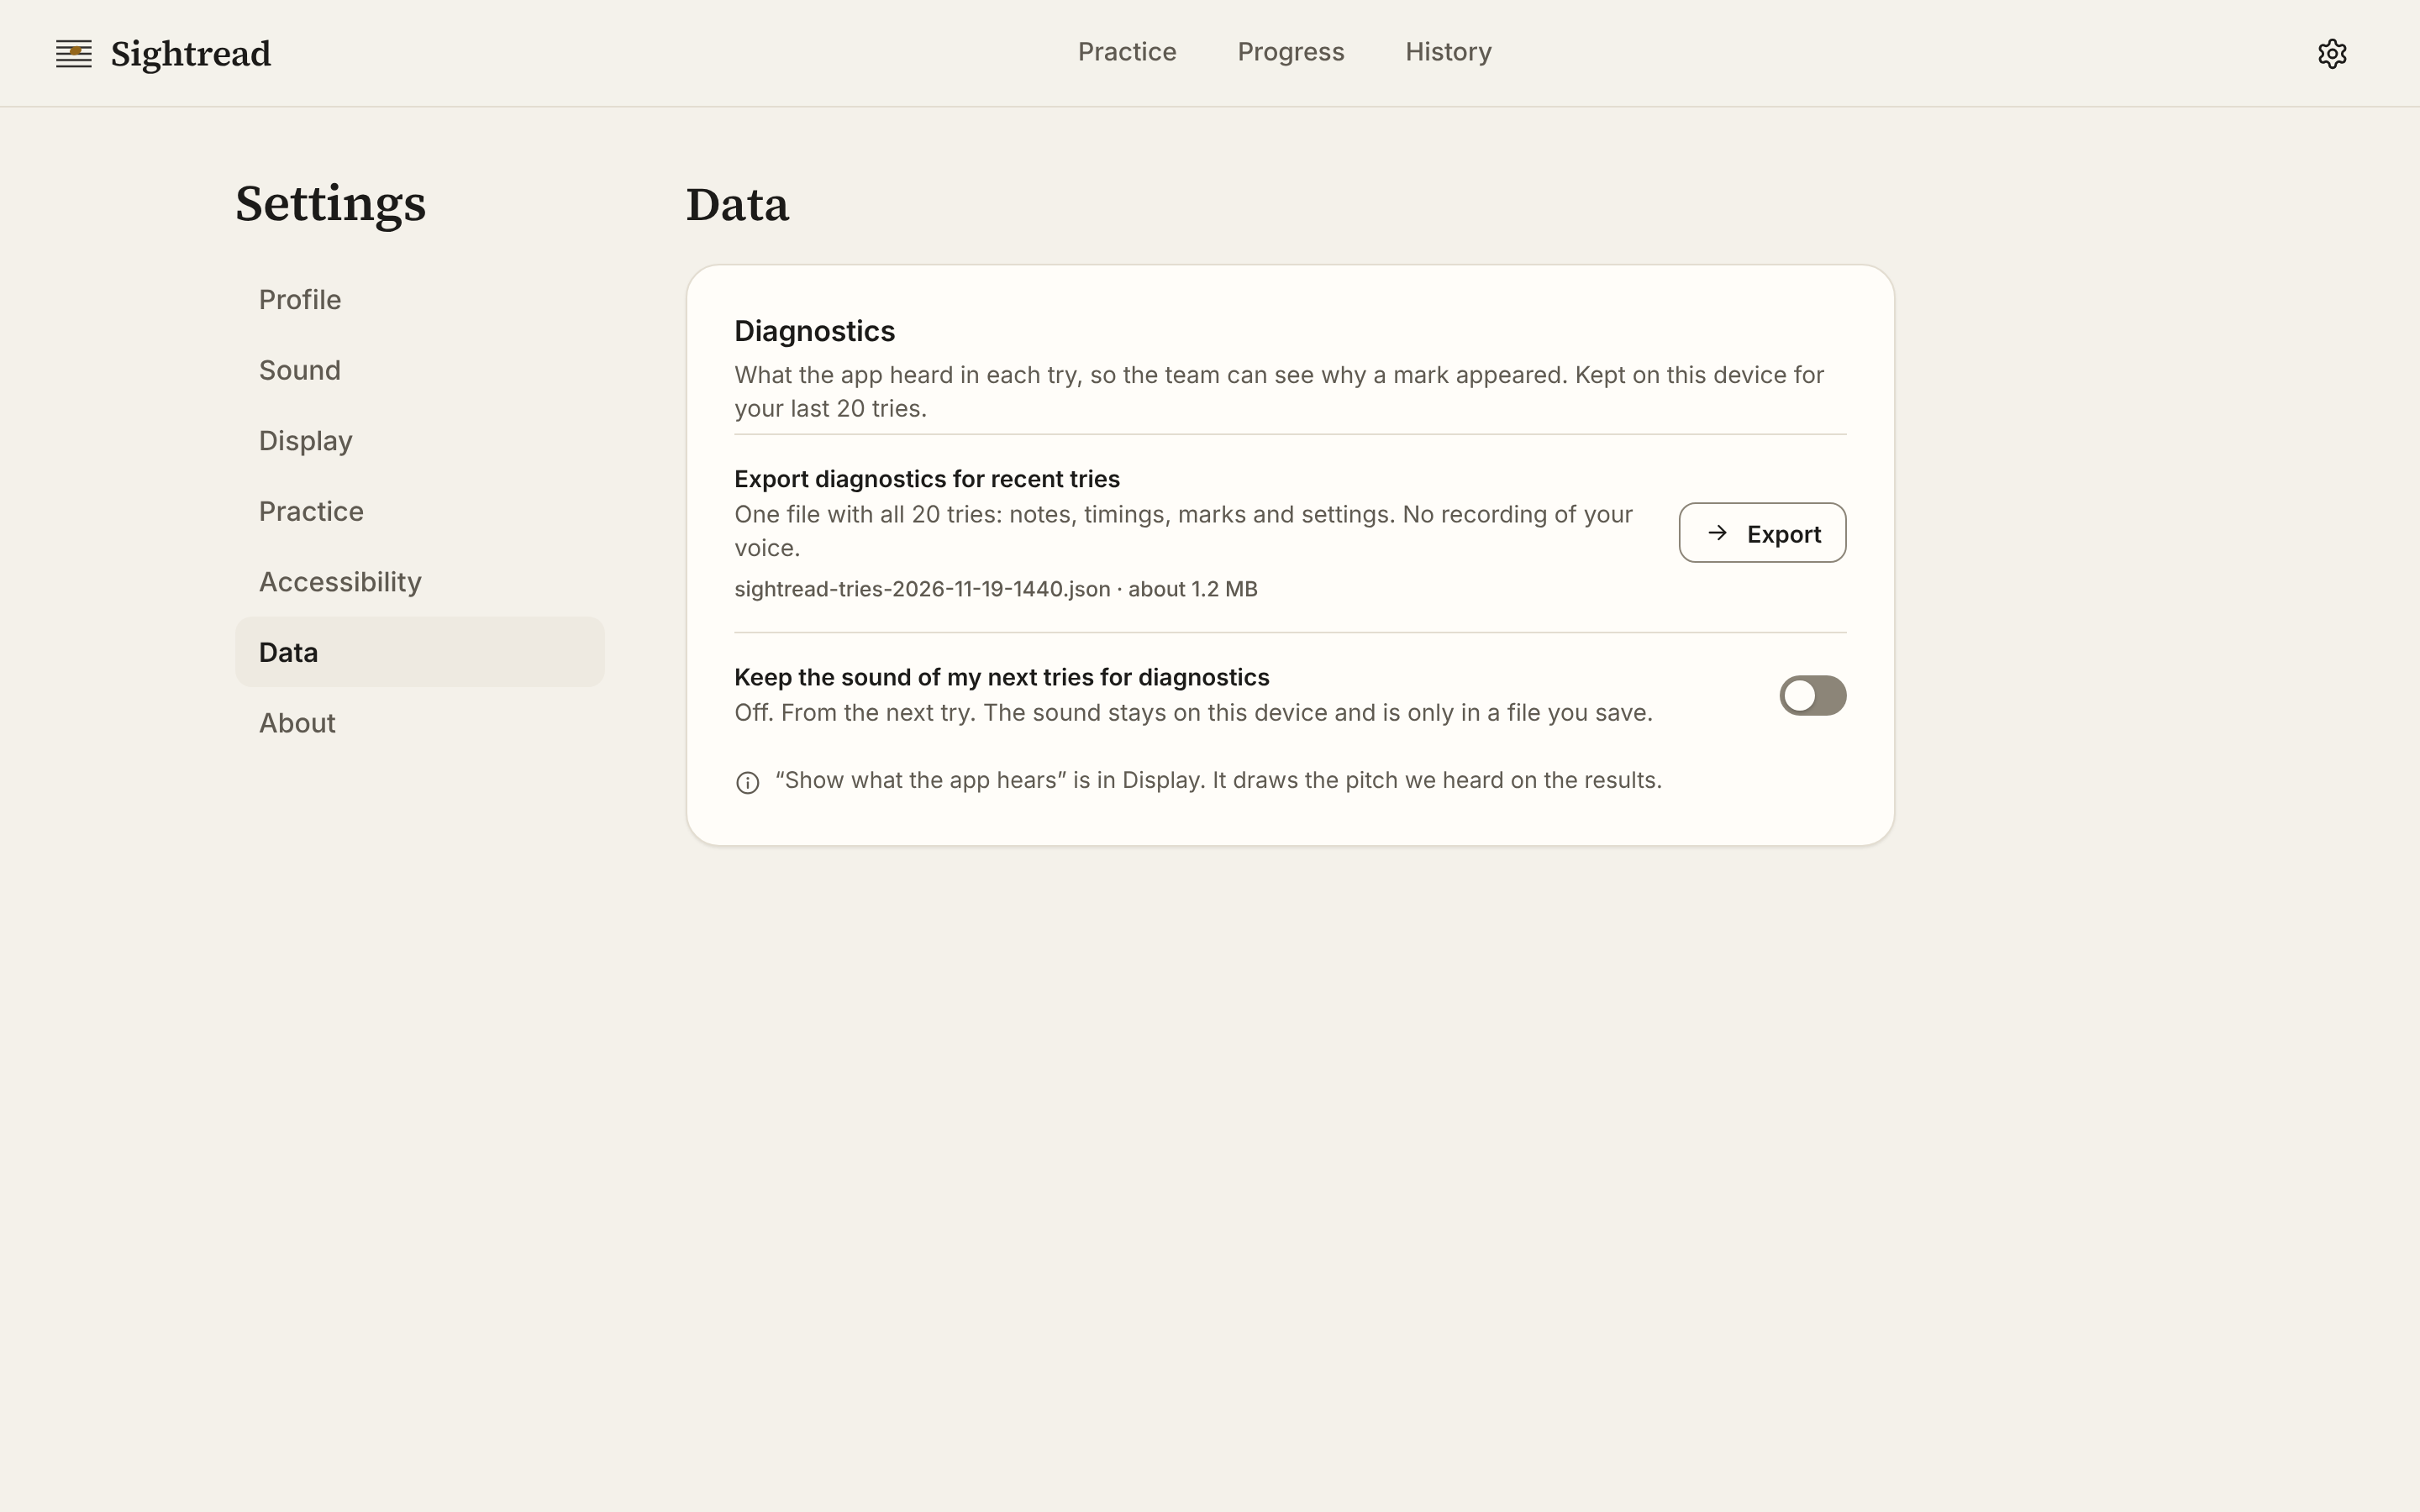 Sightread
Practice
Progress
History
Settings
Profile
Sound
Display
Practice
Accessibility
Data
About
Data
Diagnostics
What the app heard in each try, so the team can see why a mark appeared. Kept on this device for
your last 20 tries.
Export diagnostics for recent tries
One file with all 20 tries: notes, timings, marks and settings. No recording of your
voice.
sightread-tries-2026-11-19-1440.json · about 1.2 MB
Export
Keep the sound of my next tries for diagnostics
Off. From the next try. The sound stays on this device and is only in a file you save.
“Show what the app hears” is in Display. It draws the pitch we heard on the results.